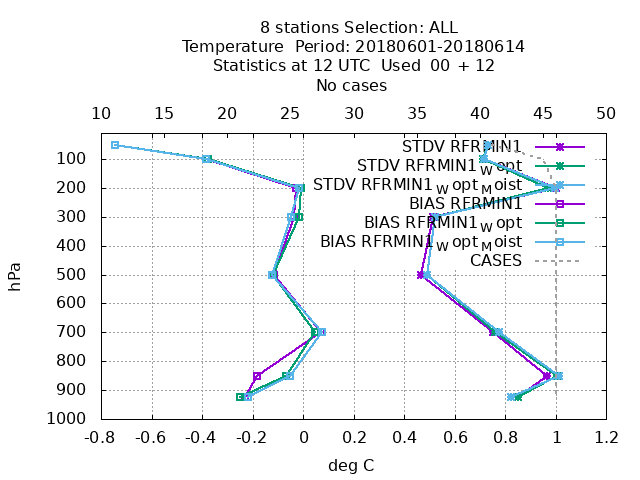 8 stations Selection: ALL
Temperature  Period: 20180601-20180614
Statistics at 12 UTC  Used  00 + 12
No cases
10 15 20 25 30 35 40 45 50
STDV RFRMIN1
STDV RFRMIN1_W opt
STDV RFRMIN1_W opt_M oist
BIAS RFRMIN1
BIAS RFRMIN1_W opt
BIAS RFRMIN1_W opt_M oist
CASES
hPa
100
200
300
400
500
600
700
800
900
1000
-0.8 -0.6 -0.4 -0.2 0 0.2 0.4 0.6 0.8 1 1.2
deg C